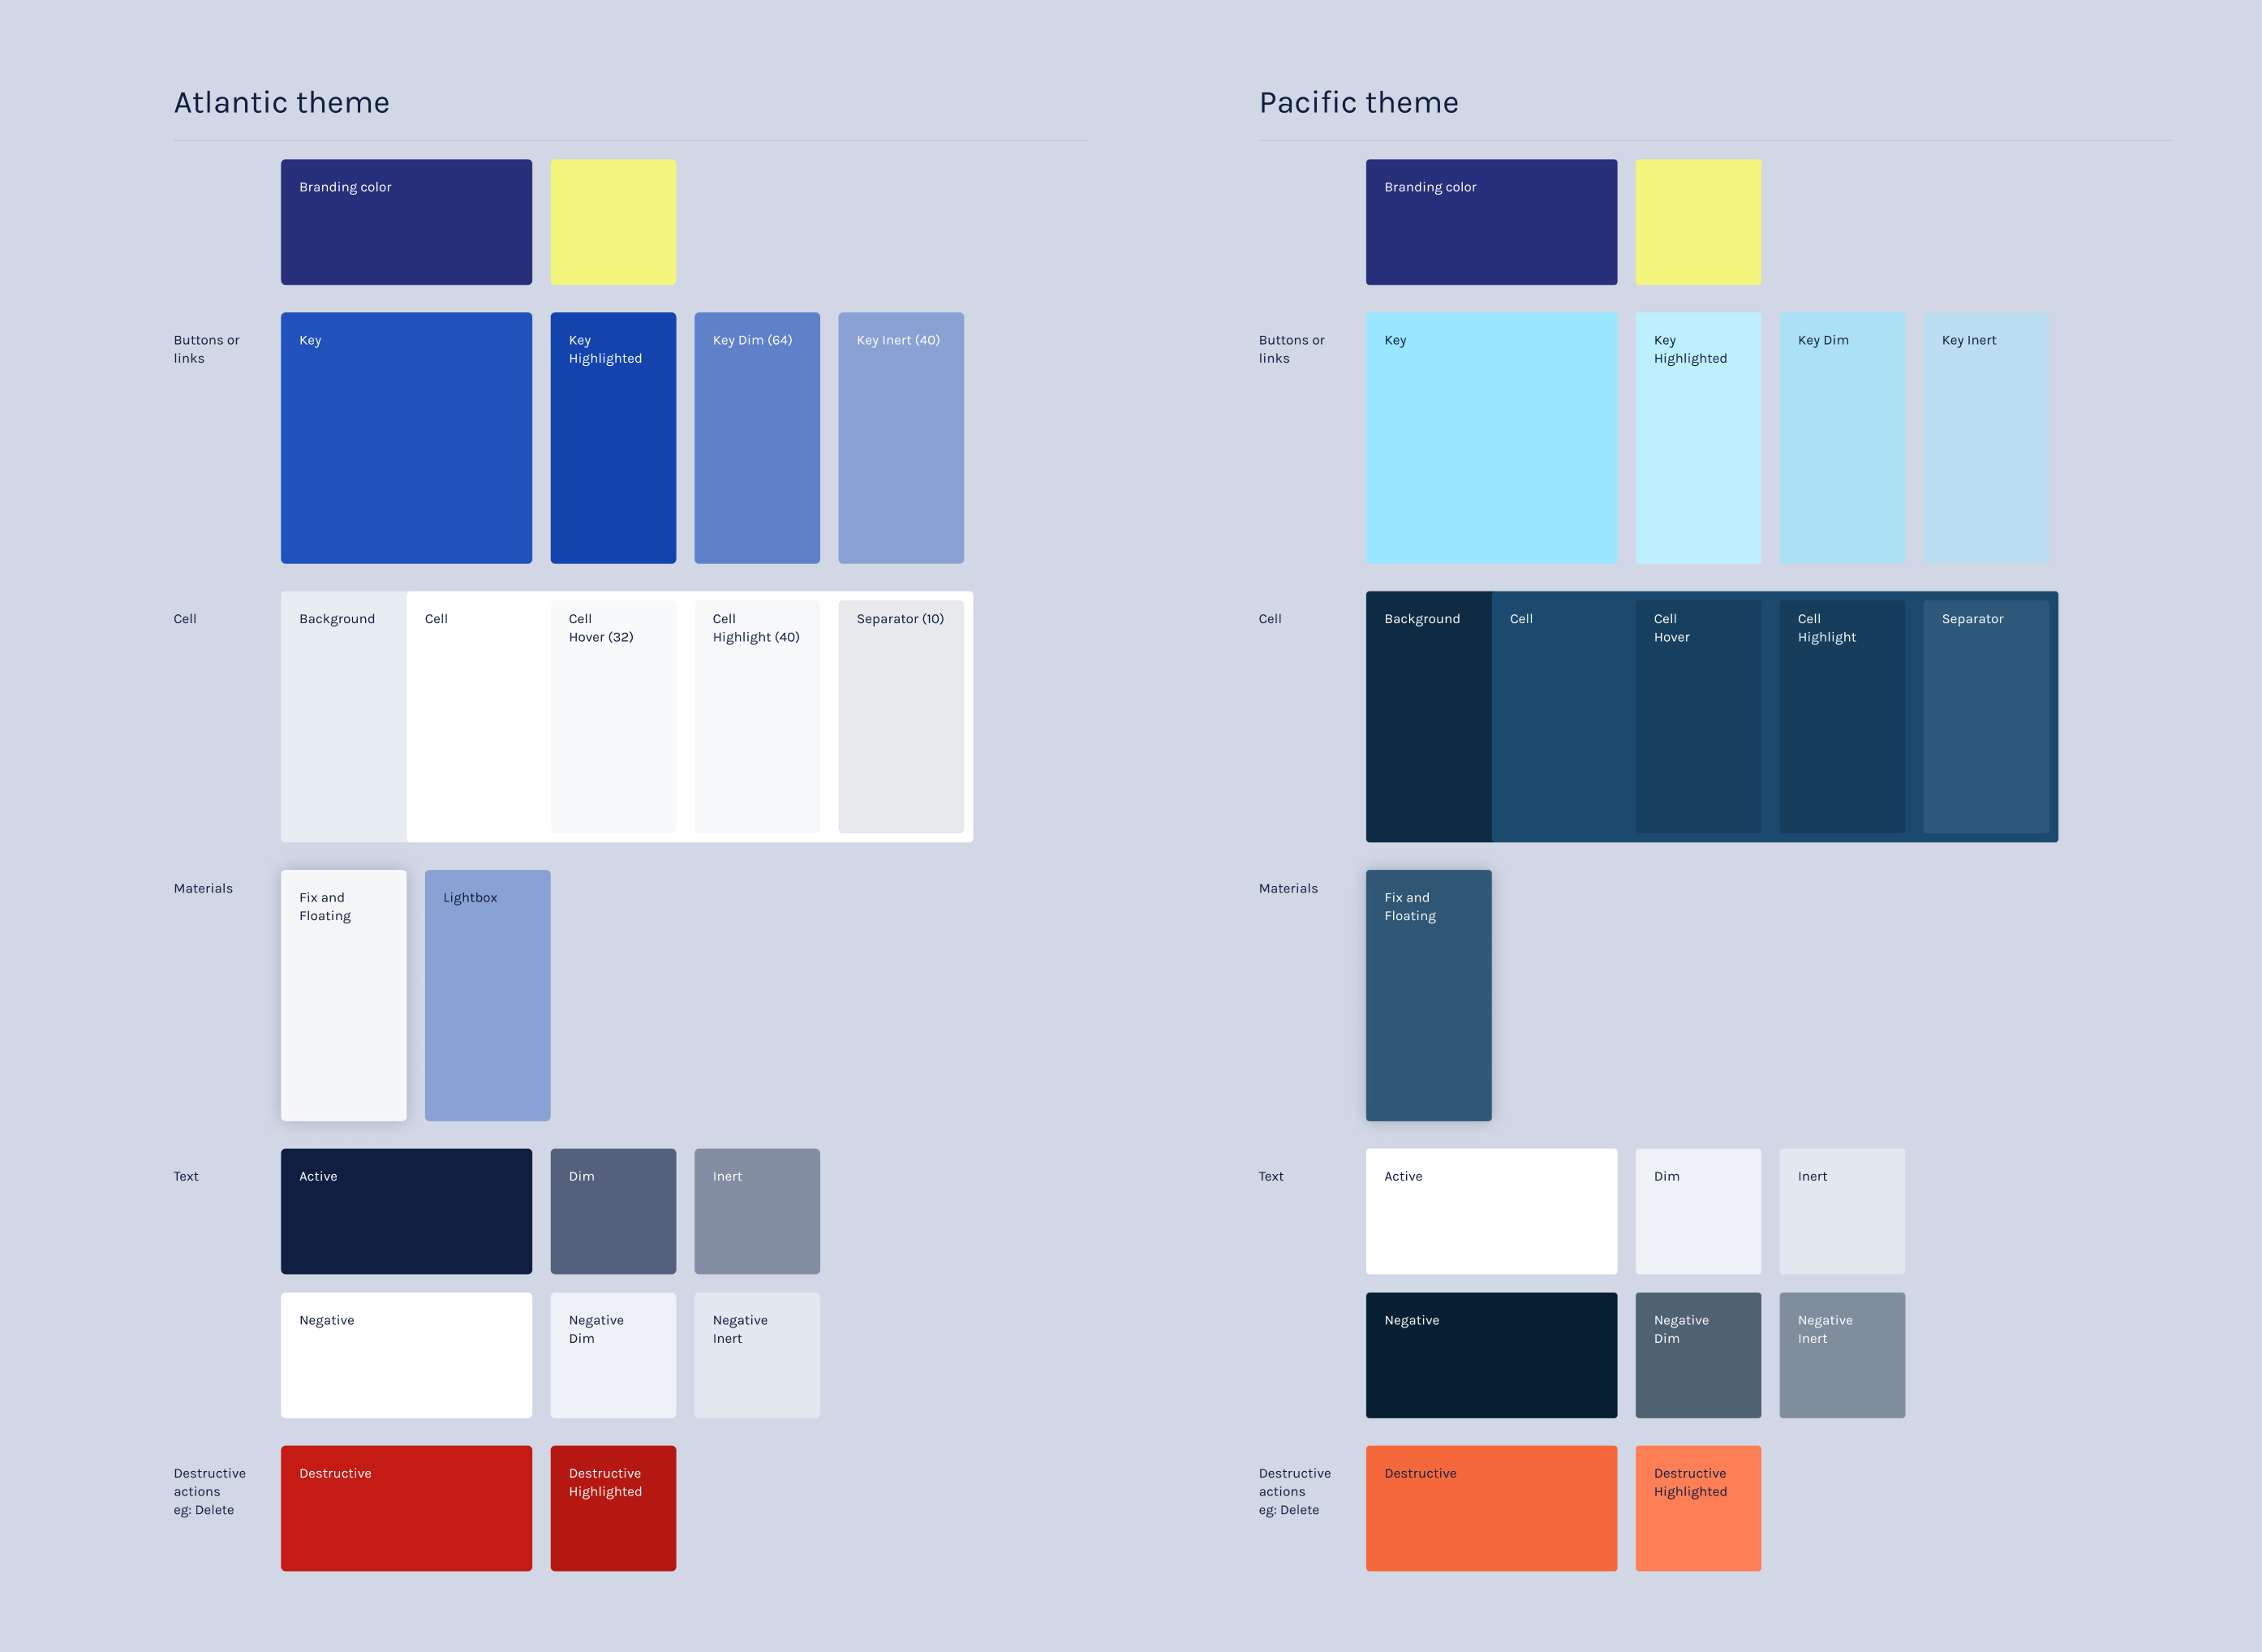 Atlantic theme
Branding color
Buttons or
links
Key
Key
Highlighted
Key Dim (64)
Key Inert (40)
Cell
Background
Cell
Cell
Hover (32)
Cell
Highlight (40)
Separator (10)
Materials
Fix and
Floating
Lightbox
Text
Active
Dim
Inert
Negative
Negative
Dim
Negative
Inert
Destructive
actions
eg: Delete
Destructive
Destructive
Highlighted
Pacific theme
Branding color
Buttons or
links
Key
Key
Highlighted
Key Dim
Key Inert
Cell
Background
Cell
Cell
Hover
Cell
Highlight
Separator
Materials
Fix and
Floating
Text
Active
Dim
Inert
Negative
Negative
Dim
Negative
Inert
Destructive
actions
eg: Delete
Destructive
Destructive
Highlighted